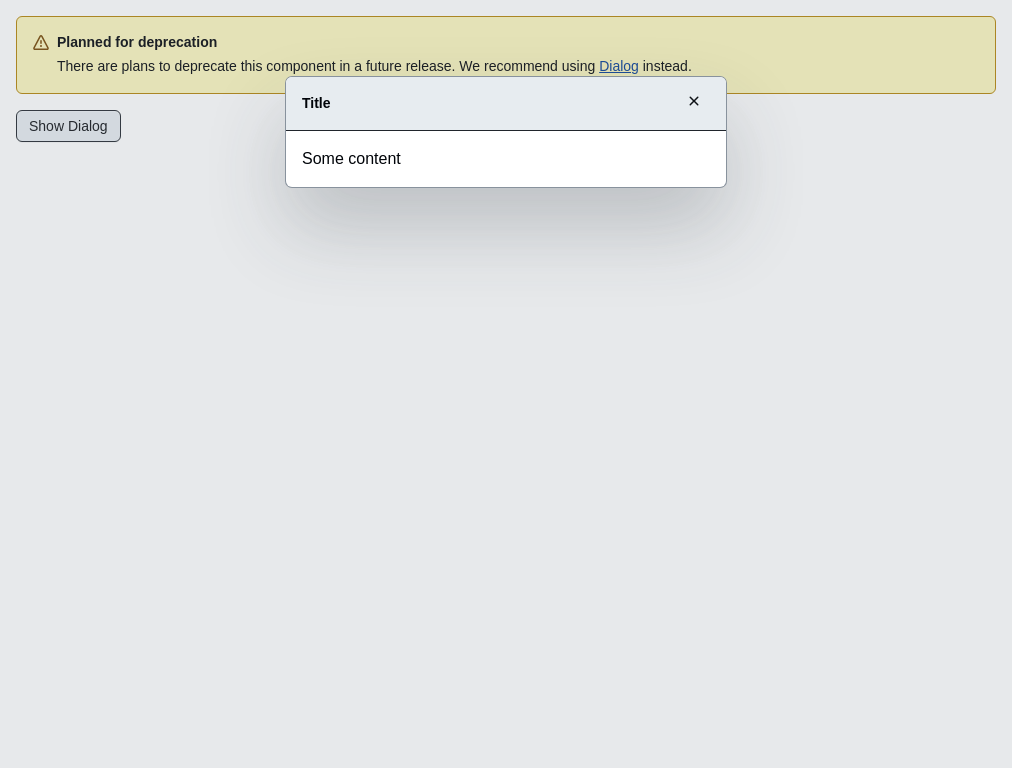 Planned for deprecation
There are plans to deprecate this component in a future release. We recommend using Dialog instead.
Title
Show Dialog
Some content